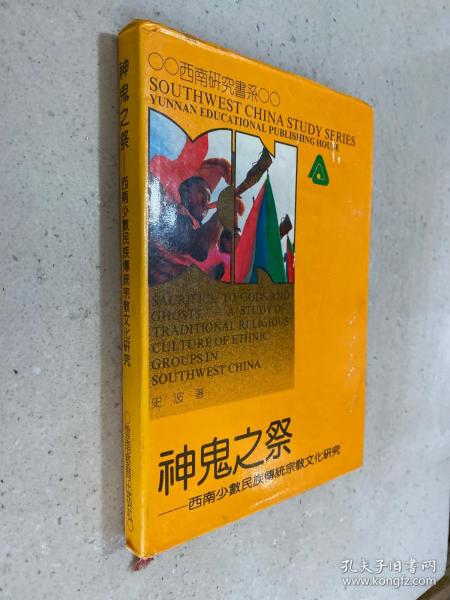 ○○西南研究書系○○
SOUTHWEST CHINA STUDY SERIES
YUNNAN EDUCATIONAL PUBLISHING HOUSE
SACRIFICE TO GODS AND
GHOSTS — A STUDY OF
TRADITIONAL RELIGIOUS
CULTURE OF ETHNIC
GROUPS IN
SOUTHWEST CHINA
史波著
神鬼之祭
——西南少數民族傳統宗教文化研究
神鬼之祭——西南少數民族傳統宗教文化研究
孔夫子旧书网
www.kongfz.com